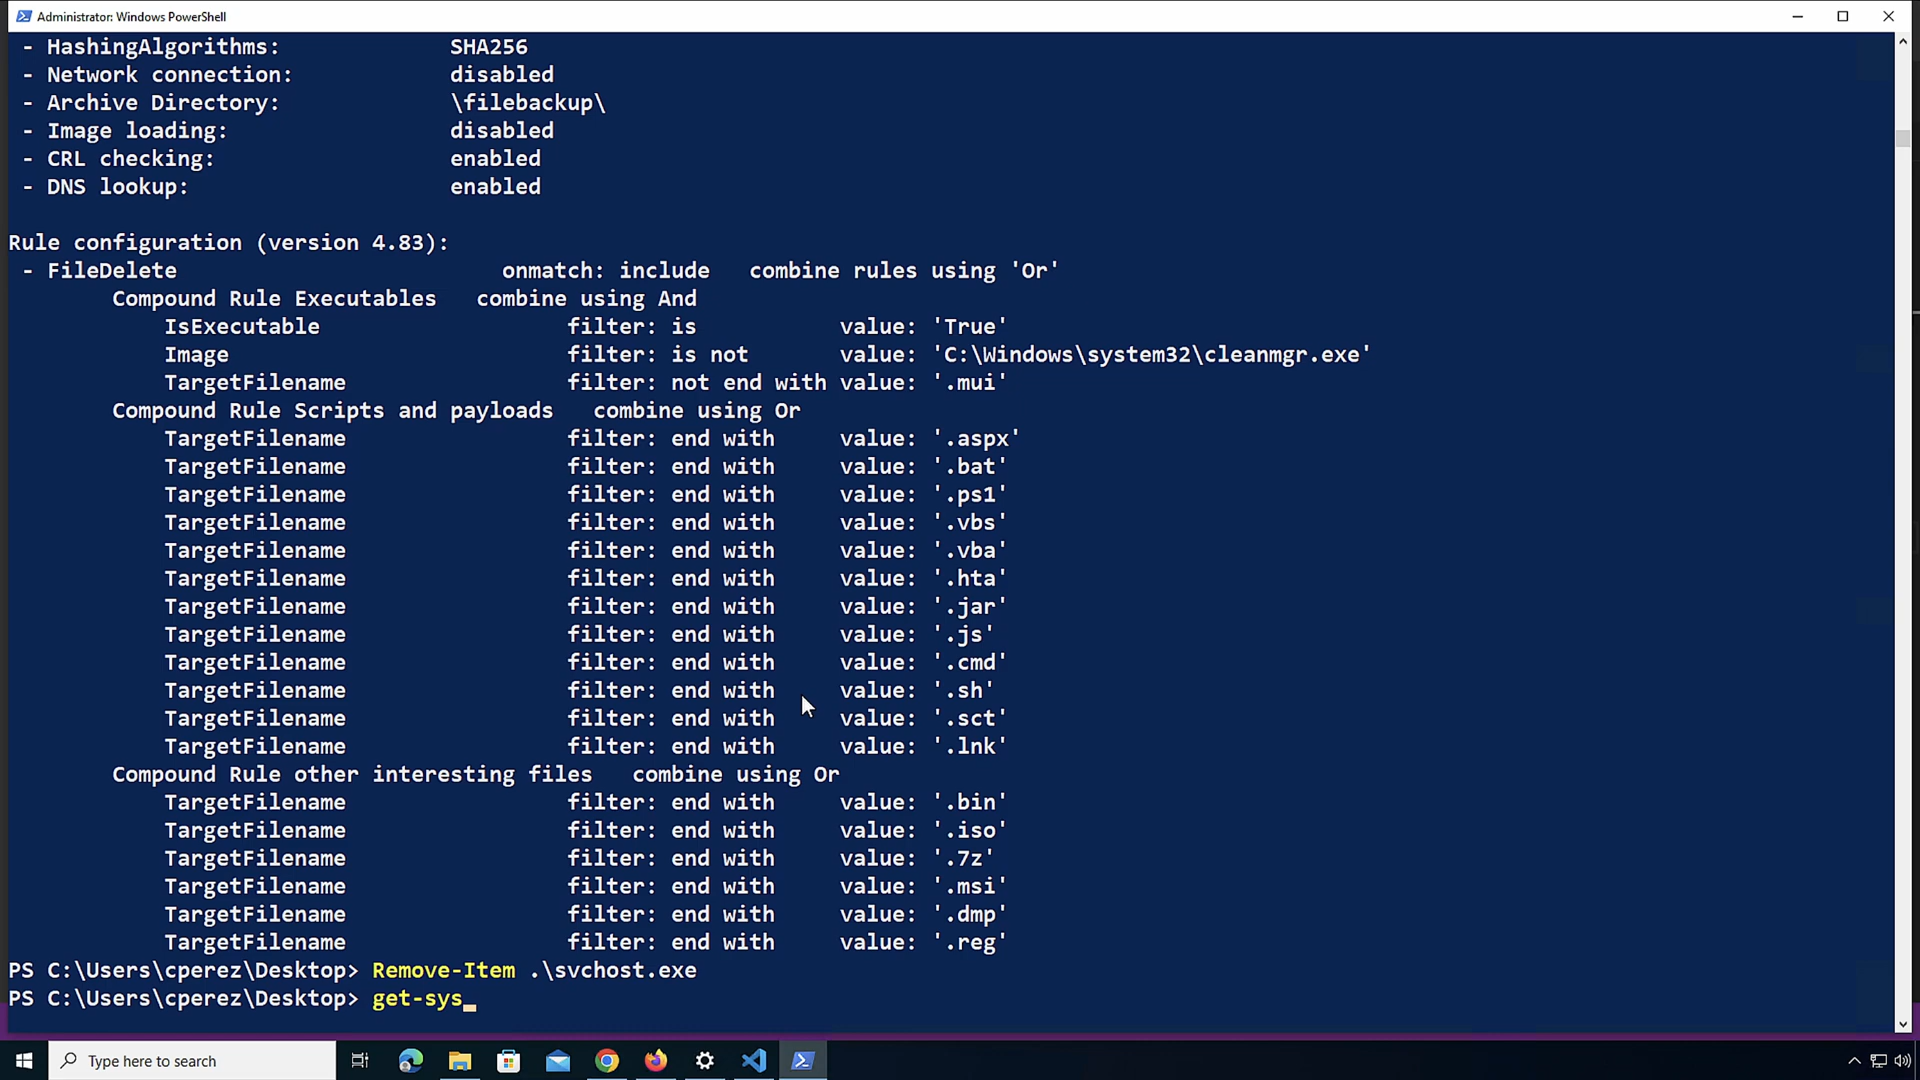 Administrator: Windows PowerShell
- HashingAlgorithms: SHA256
- Network connection: disabled
- Archive Directory: \filebackup\
- Image loading: disabled
- CRL checking: enabled
- DNS lookup: enabled
Rule configuration (version 4.83):
- FileDelete onmatch: include combine rules using 'Or'
Compound Rule Executables combine using And
IsExecutable filter: is value: 'True'
Image filter: is not value: 'C:\Windows\system32\cleanmgr.exe'
TargetFilename filter: not end with value: '.mui'
Compound Rule Scripts and payloads combine using Or
TargetFilename filter: end with value: '.aspx'
TargetFilename filter: end with value: '.bat'
TargetFilename filter: end with value: '.ps1'
TargetFilename filter: end with value: '.vbs'
TargetFilename filter: end with value: '.vba'
TargetFilename filter: end with value: '.hta'
TargetFilename filter: end with value: '.jar'
TargetFilename filter: end with value: '.js'
TargetFilename filter: end with value: '.cmd'
TargetFilename filter: end with value: '.sh'
TargetFilename filter: end with value: '.sct'
TargetFilename filter: end with value: '.lnk'
Compound Rule other interesting files combine using Or
TargetFilename filter: end with value: '.bin'
TargetFilename filter: end with value: '.iso'
TargetFilename filter: end with value: '.7z'
TargetFilename filter: end with value: '.msi'
TargetFilename filter: end with value: '.dmp'
TargetFilename filter: end with value: '.reg'
PS C:\Users\cperez\Desktop> Remove-Item .\svchost.exe
PS C:\Users\cperez\Desktop> get-sys_
Type here to search